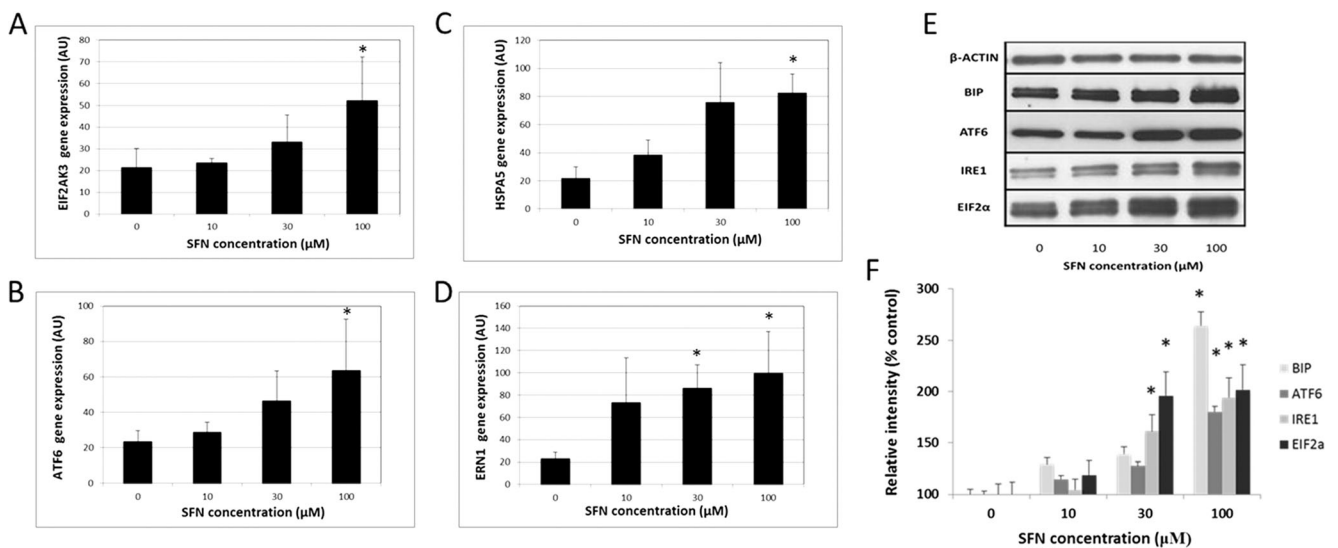 A
EIF2AK3 gene expression (AU)
80
70
60
50
40
30
20
10
0
*
0 10 30 100
SFN concentration (μM)
B
ATF6 gene expression (AU)
100
80
60
40
20
0
*
0 10 30 100
SFN concentration (μM)
C
HSPA5 gene expression (AU)
120
100
80
60
40
20
0
*
0 10 30 100
SFN concentration (μM)
D
ERN1 gene expression (AU)
160
140
120
100
80
60
40
20
0
* *
0 10 30 100
SFN concentration (μM)
E
β-ACTIN
BIP
ATF6
IRE1
EIF2α
0 10 30 100
SFN concentration (μM)
F
Relative intensity (% control)
300
250
200
150
100
* * * * * *
0 10 30 100
SFN concentration (μM)
BIP
ATF6
IRE1
EIF2a